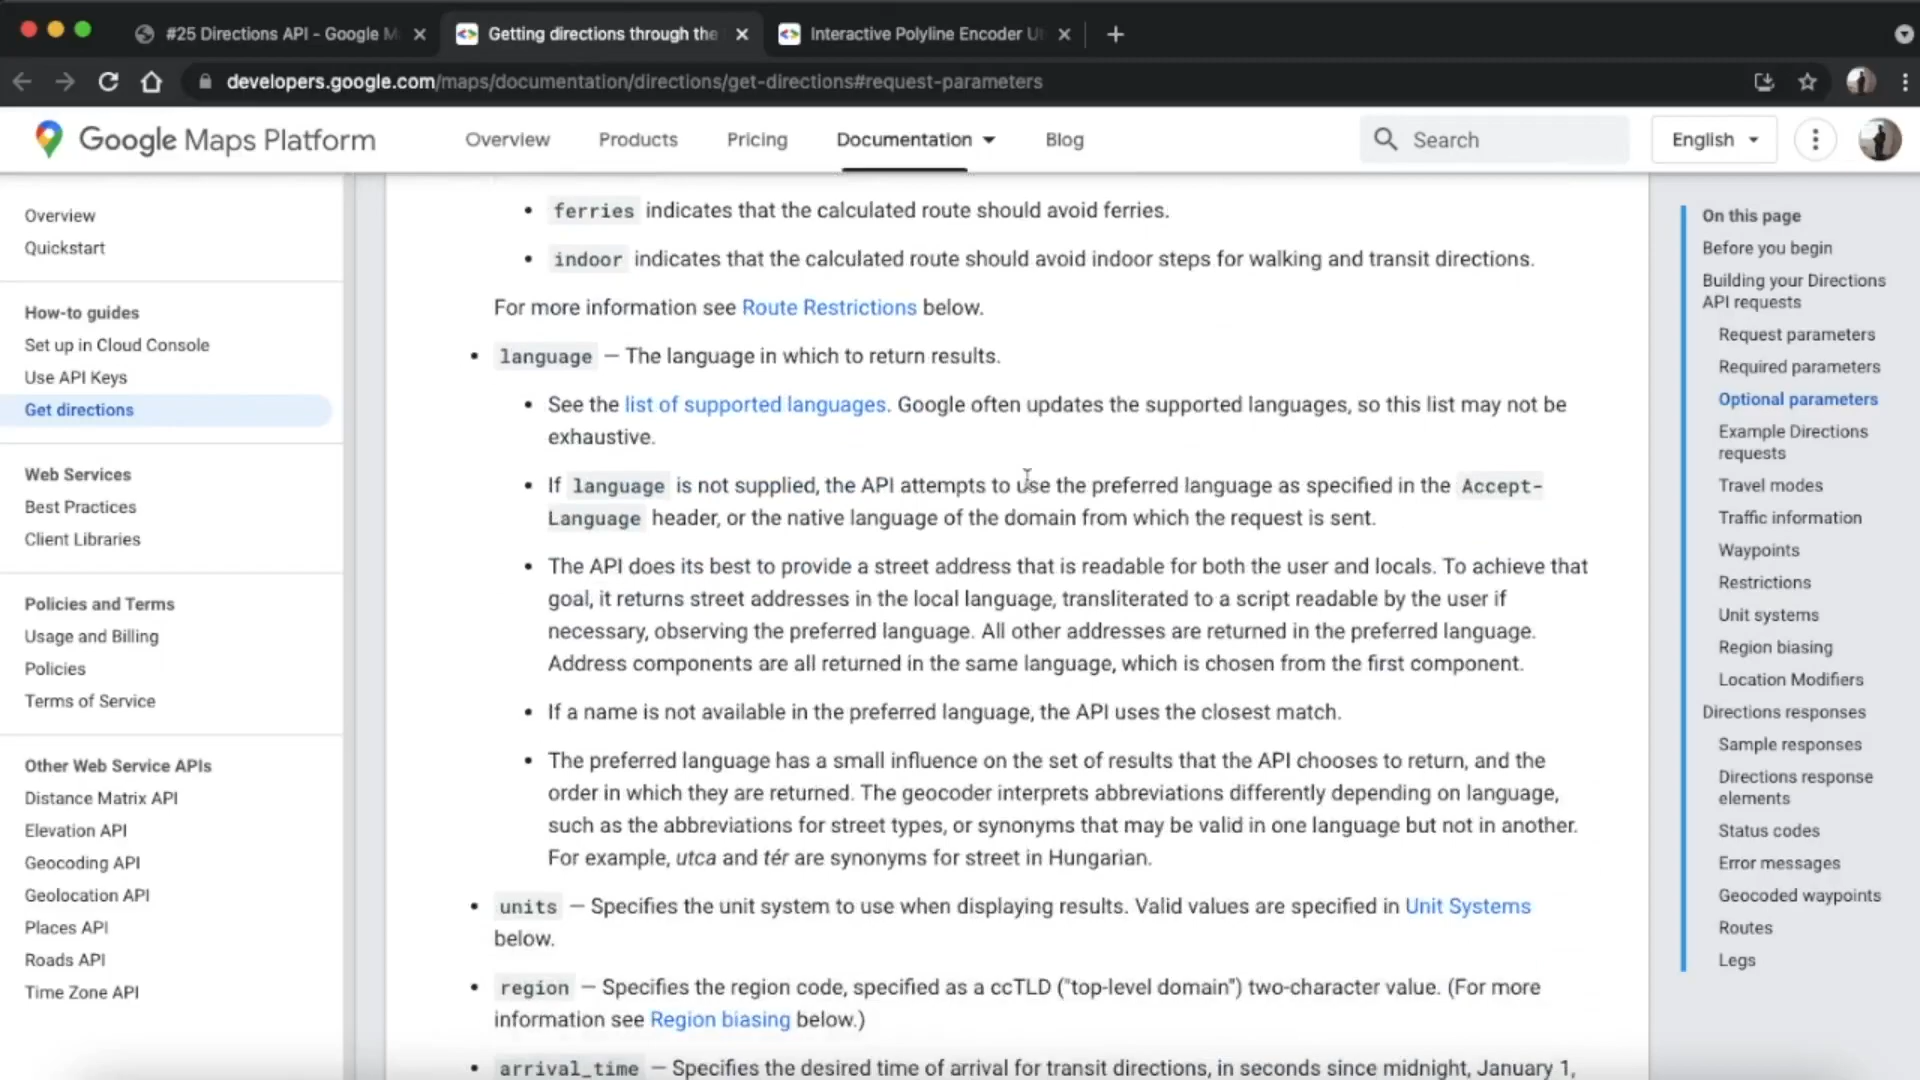 #25 Directions API - Google M
Getting directions through the
Interactive Polyline Encoder Ut
developers.google.com/maps/documentation/directions/get-directions#request-parameters
Google Maps Platform
Overview
Products
Pricing
Documentation
Blog
Search
English
Overview
Quickstart
How-to guides
Set up in Cloud Console
Use API Keys
Get directions
Web Services
Best Practices
Client Libraries
Policies and Terms
Usage and Billing
Policies
Terms of Service
Other Web Service APIs
Distance Matrix API
Elevation API
Geocoding API
Geolocation API
Places API
Roads API
Time Zone API
• ferries indicates that the calculated route should avoid ferries.
• indoor indicates that the calculated route should avoid indoor steps for walking and transit directions.
For more information see Route Restrictions below.
• language — The language in which to return results.
• See the list of supported languages. Google often updates the supported languages, so this list may not be
exhaustive.
• If language is not supplied, the API attempts to use the preferred language as specified in the Accept-
Language header, or the native language of the domain from which the request is sent.
• The API does its best to provide a street address that is readable for both the user and locals. To achieve that
goal, it returns street addresses in the local language, transliterated to a script readable by the user if
necessary, observing the preferred language. All other addresses are returned in the preferred language.
Address components are all returned in the same language, which is chosen from the first component.
• If a name is not available in the preferred language, the API uses the closest match.
• The preferred language has a small influence on the set of results that the API chooses to return, and the
order in which they are returned. The geocoder interprets abbreviations differently depending on language,
such as the abbreviations for street types, or synonyms that may be valid in one language but not in another.
For example, utca and tér are synonyms for street in Hungarian.
• units — Specifies the unit system to use when displaying results. Valid values are specified in Unit Systems
below.
• region — Specifies the region code, specified as a ccTLD ("top-level domain") two-character value. (For more
information see Region biasing below.)
• arrival_time — Specifies the desired time of arrival for transit directions, in seconds since midnight, January 1,
On this page
Before you begin
Building your Directions
API requests
Request parameters
Required parameters
Optional parameters
Example Directions
requests
Travel modes
Traffic information
Waypoints
Restrictions
Unit systems
Region biasing
Location Modifiers
Directions responses
Sample responses
Directions response
elements
Status codes
Error messages
Geocoded waypoints
Routes
Legs